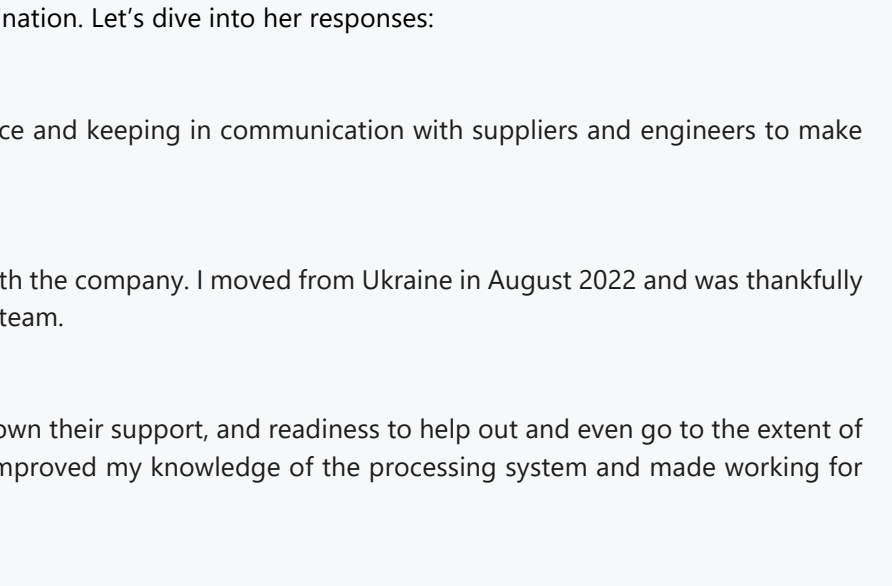 nation. Let’s dive into her responses:
ce and keeping in communication with suppliers and engineers to make
th the company. I moved from Ukraine in August 2022 and was thankfully
team.
own their support, and readiness to help out and even go to the extent of
mproved my knowledge of the processing system and made working for